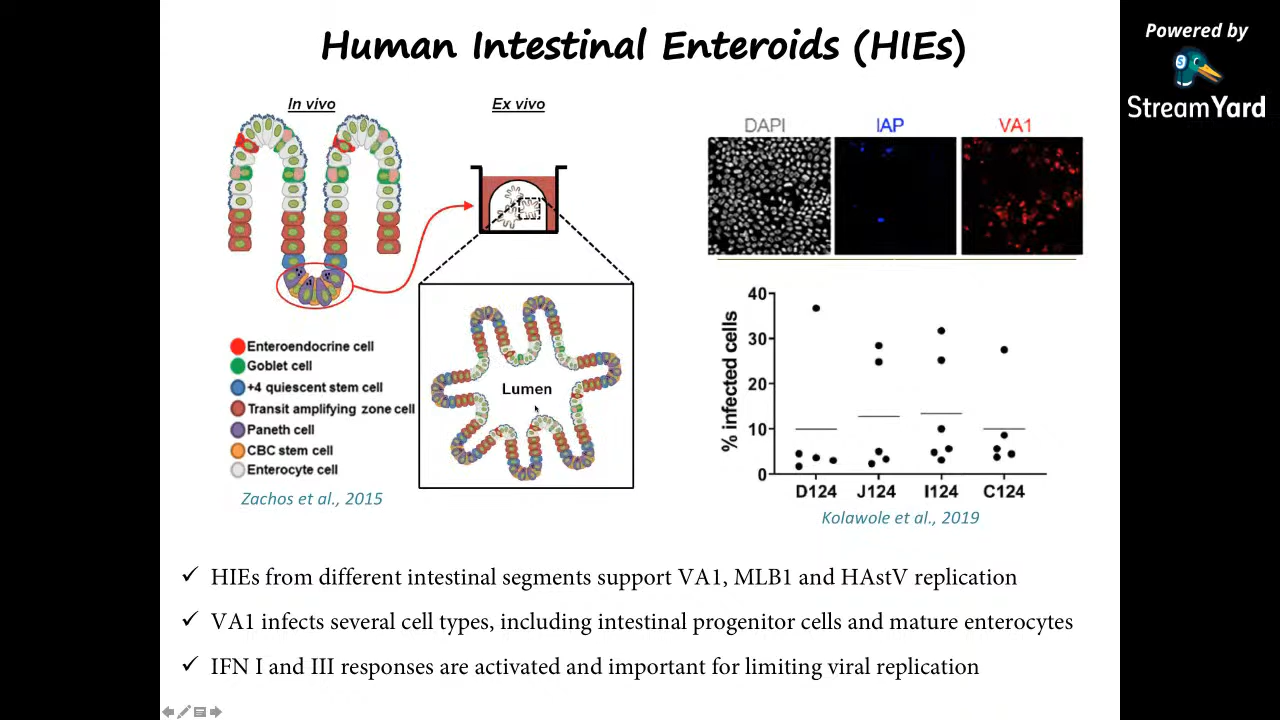 Human Intestinal Enteroids (HIEs)
Powered by
StreamYard
In vivo
Ex vivo
Enteroendocrine cell
Goblet cell
+4 quiescent stem cell
Transit amplifying zone cell
Paneth cell
CBC stem cell
Enterocyte cell
Zachos et al., 2015
Lumen
DAPI
IAP
VA1
% infected cells
40
30
20
10
0
D124
J124
I124
C124
Kolawole et al., 2019
✓ HIEs from different intestinal segments support VA1, MLB1 and HAstV replication
✓ VA1 infects several cell types, including intestinal progenitor cells and mature enterocytes
✓ IFN I and III responses are activated and important for limiting viral replication